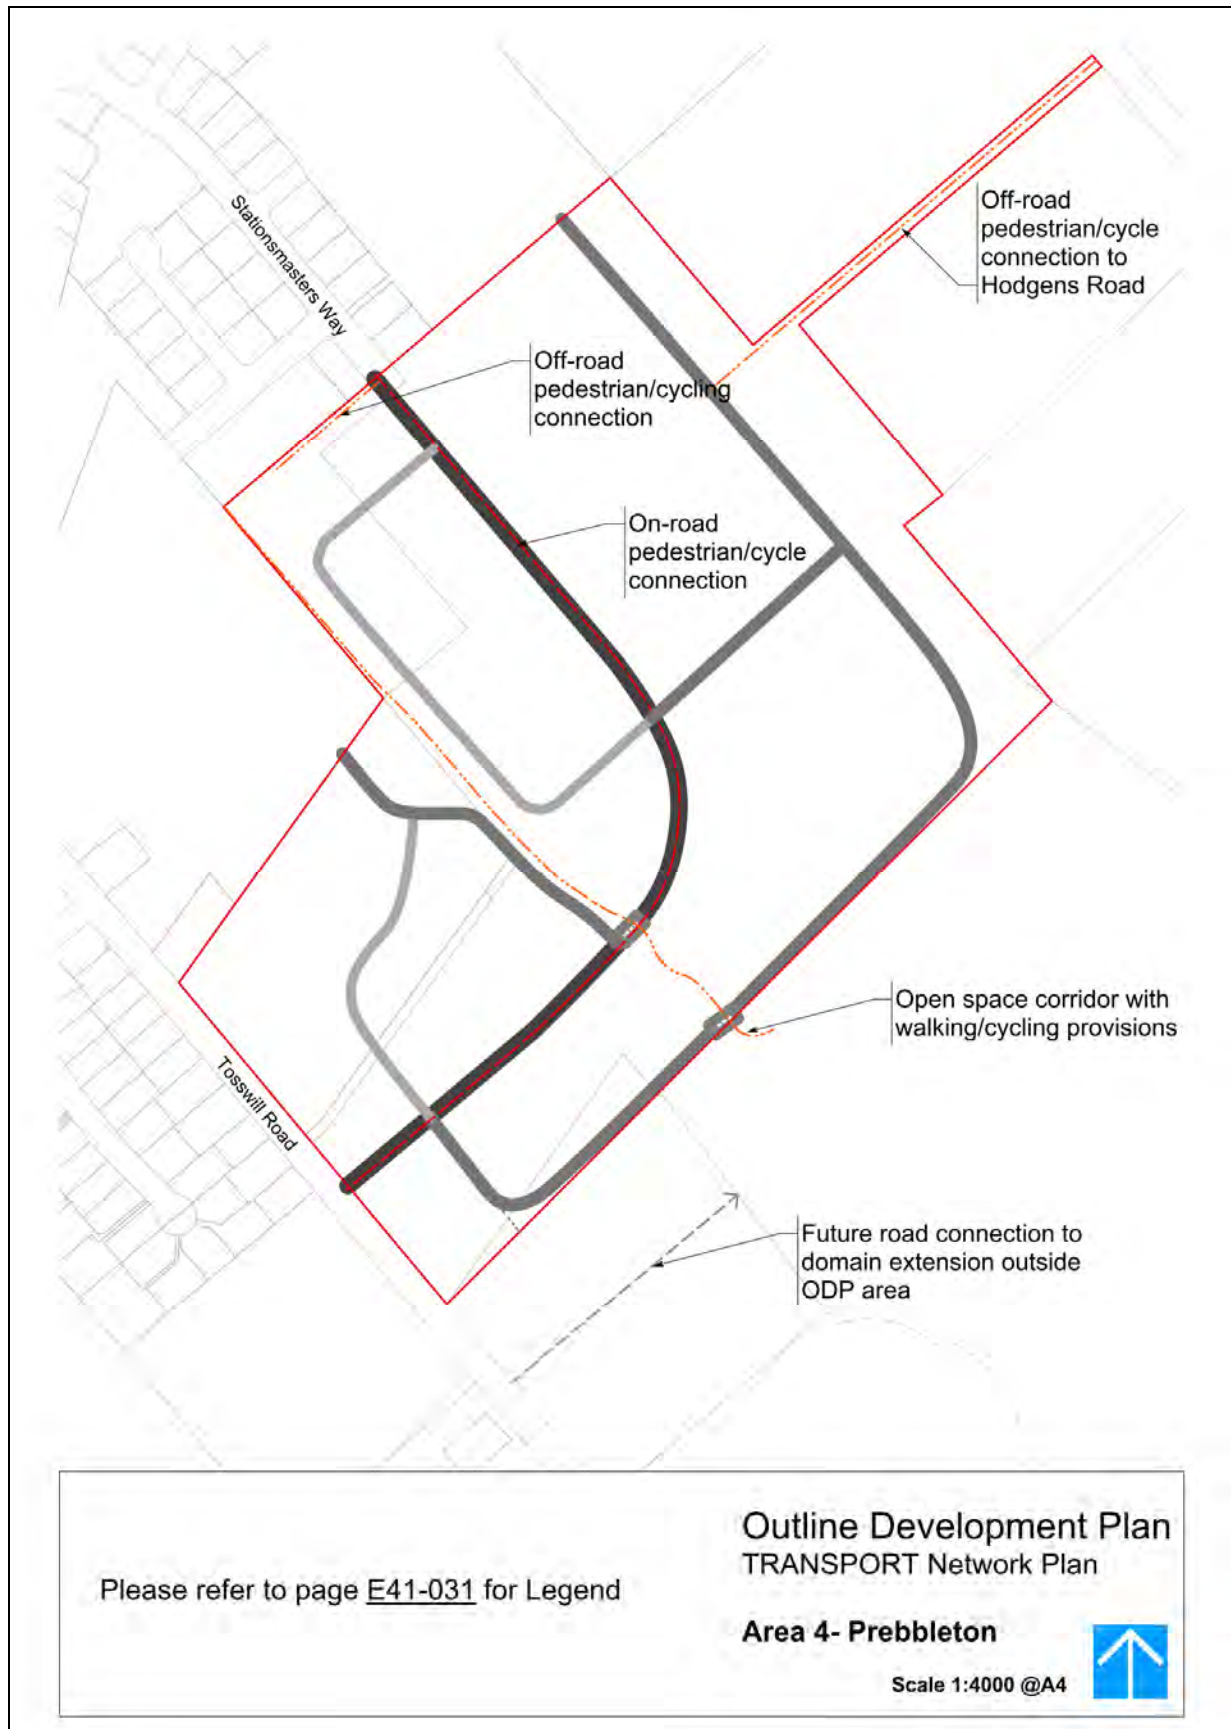 Off-road
pedestrian/cycle
connection to
Hodgens Road
Stationsmasters Way
Off-road
pedestrian/cycling
connection
On-road
pedestrian/cycle
connection
Open space corridor with
walking/cycling provisions
Tosswill Road
Future road connection to
domain extension outside
ODP area
Please refer to page E41-031 for Legend
Outline Development Plan
TRANSPORT Network Plan
Area 4- Prebbleton
Scale 1:4000 @A4